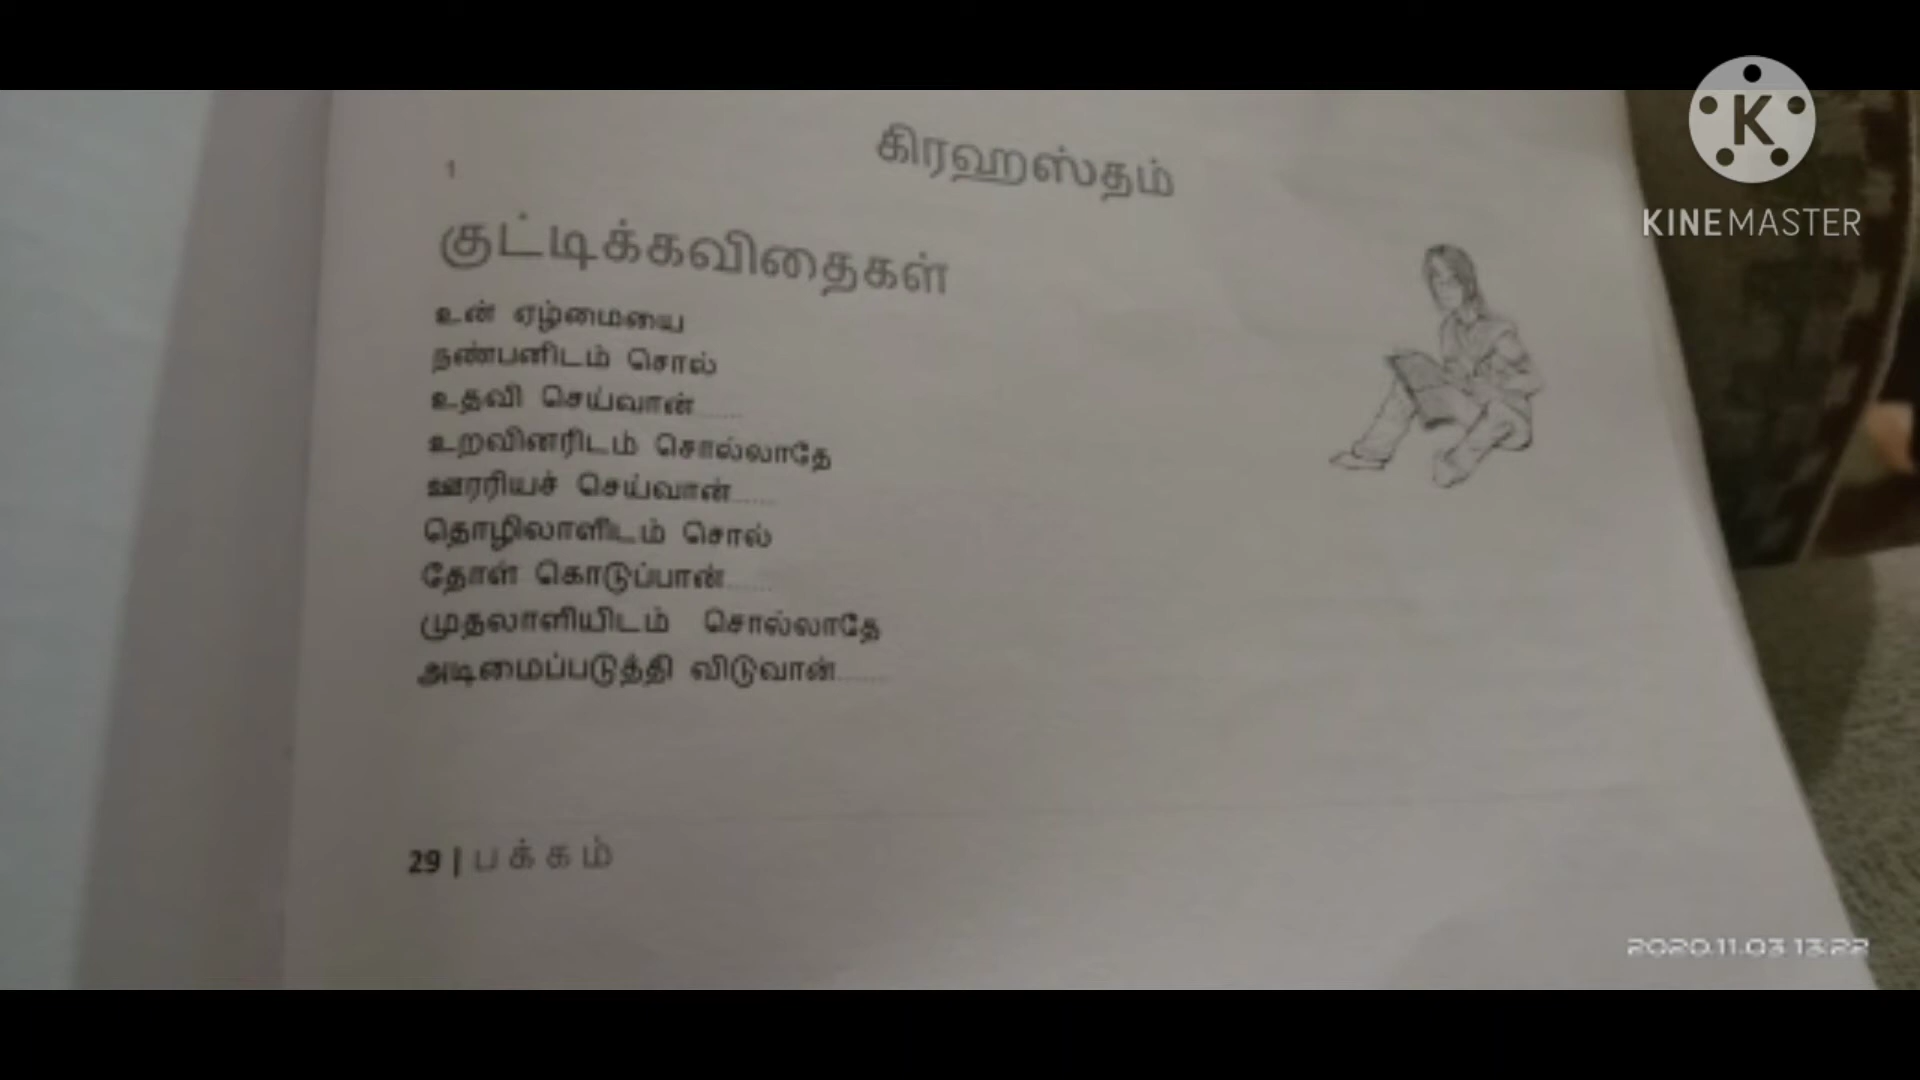 கிரஹஸ்தம்
1
குட்டிக்கவிதைகள்
உன் ஏழ்மையை
நண்பனிடம் சொல்
உதவி செய்வான்......
உறவினரிடம் சொல்லாதே
ஊரரியச் செய்வான்......
தொழிலாளிடம் சொல்
தோள் கொடுப்பான்......
முதலாளியிடம் சொல்லாதே
அடிமைப்படுத்தி விடுவான்.......
29 | பக்கம்
K
KINEMASTER
2020.11.03 13:22